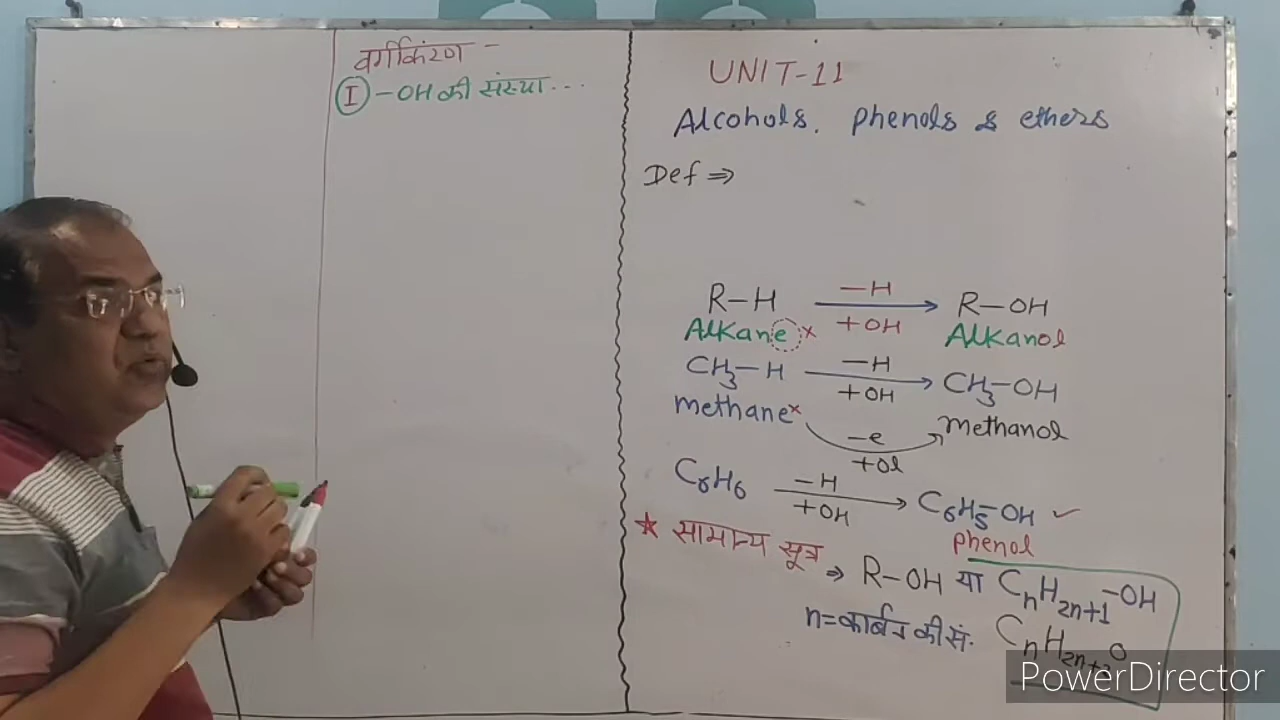 वर्गीकरण -
I -OH की संख्या...
UNIT-11
Alcohols, phenols & ethers
Def ⇒
R-H -H +OH → R-OH
Alkane × Alkanol
CH3-H -H +OH → CH3-OH
methane × -e +ol → methanol
C6H6 -H +OH → C6H5-OH ✓
phenol
★ सामान्य सूत्र ⇒ R-OH या CnH2n+1-OH
n=कार्बन की सं. CnH2n+2O
PowerDirector